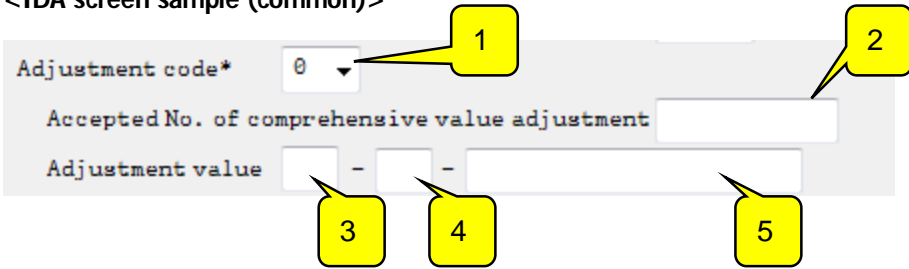 <IDA screen sample (common)>
1
2
Adjustment code* 0
Accepted No. of comprehensive value adjustment
Adjustment value - -
3 4 5